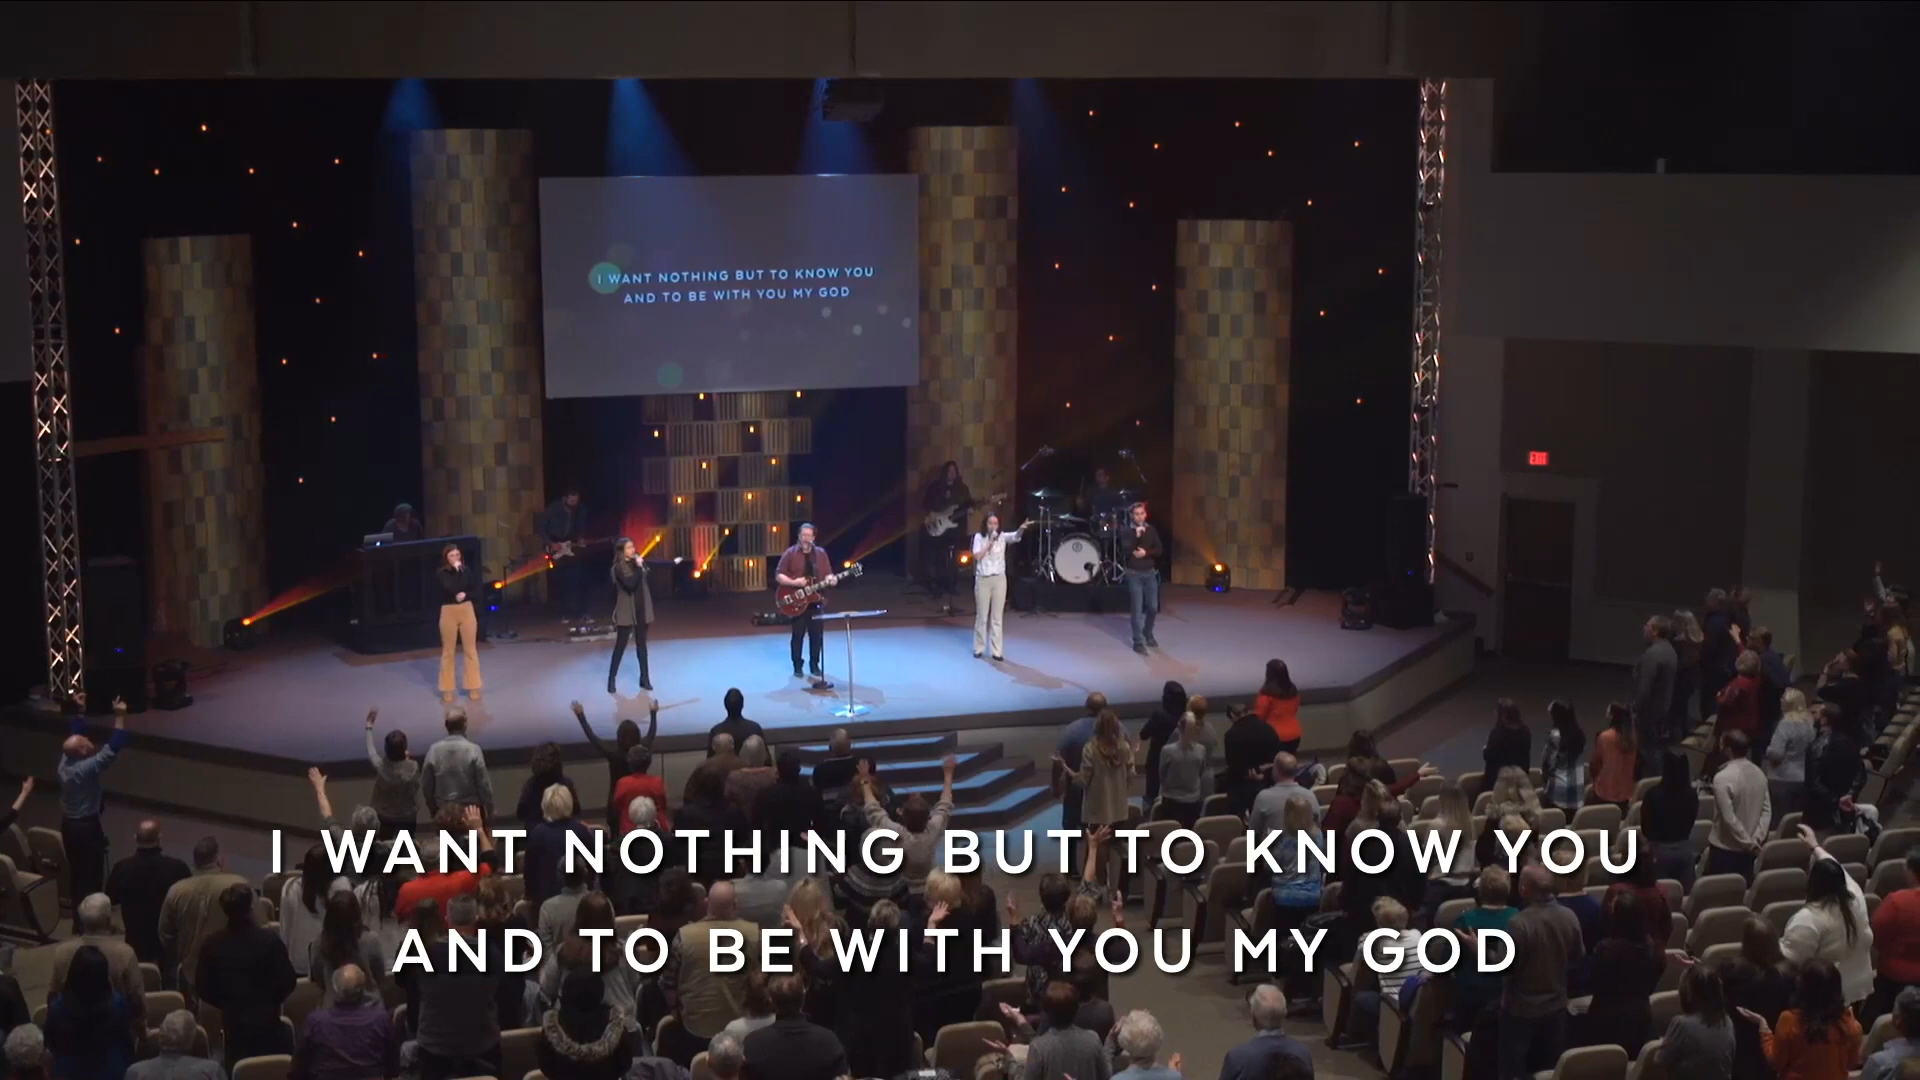 I WANT NOTHING BUT TO KNOW YOU
AND TO BE WITH YOU MY GOD
EXIT
I WANT NOTHING BUT TO KNOW YOU
AND TO BE WITH YOU MY GOD